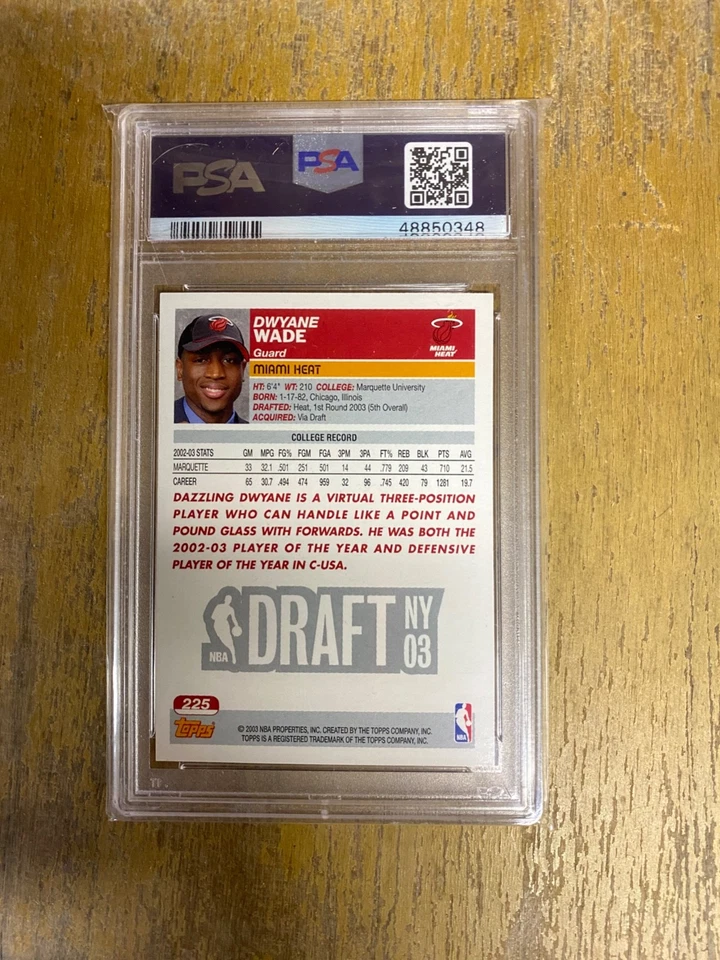 PSA PSA
48850348
DWYANE
WADE
Guard
MIAMI HEAT
MIAMI
HEAT
HT: 6'4" WT: 210 COLLEGE: Marquette University
BORN: 1-17-82, Chicago, Illinois
DRAFTED: Heat, 1st Round 2003 (5th Overall)
ACQUIRED: Via Draft
COLLEGE RECORD
2002-03 STATS GM MPG FG% FGM FGA 3PM 3PA FT% REB BLK PTS AVG
MARQUETTE 33 32.1 .501 251 501 14 44 .779 209 43 710 21.5
CAREER 65 30.7 .494 474 959 32 96 .745 420 79 1281 19.7
DAZZLING DWYANE IS A VIRTUAL THREE-POSITION
PLAYER WHO CAN HANDLE LIKE A POINT AND
POUND GLASS WITH FORWARDS. HE WAS BOTH THE
2002-03 PLAYER OF THE YEAR AND DEFENSIVE
PLAYER OF THE YEAR IN C-USA.
NBA DRAFT NY
03
225
Topps
© 2003 NBA PROPERTIES, INC. CREATED BY THE TOPPS COMPANY, INC.
TOPPS IS A REGISTERED TRADEMARK OF THE TOPPS COMPANY, INC.
NBA